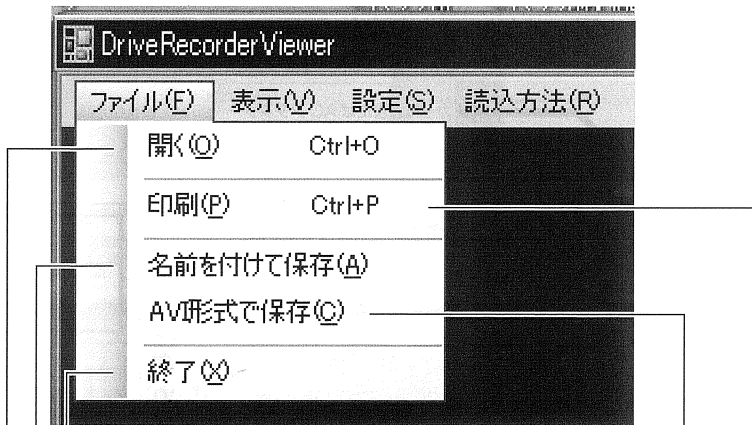 DriveRecorderViewer
ファイル(F) 表示(V) 設定(S) 読込方法(R)
開く(O) Ctrl+O
印刷(P) Ctrl+P
名前を付けて保存(A)
AVI形式で保存(C)
終了(X)